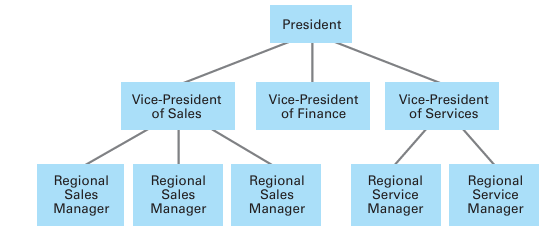 President
Vice-President
of Sales
Vice-President
of Finance
Vice-President
of Services
Regional
Sales
Manager
Regional
Sales
Manager
Regional
Sales
Manager
Regional
Service
Manager
Regional
Service
Manager